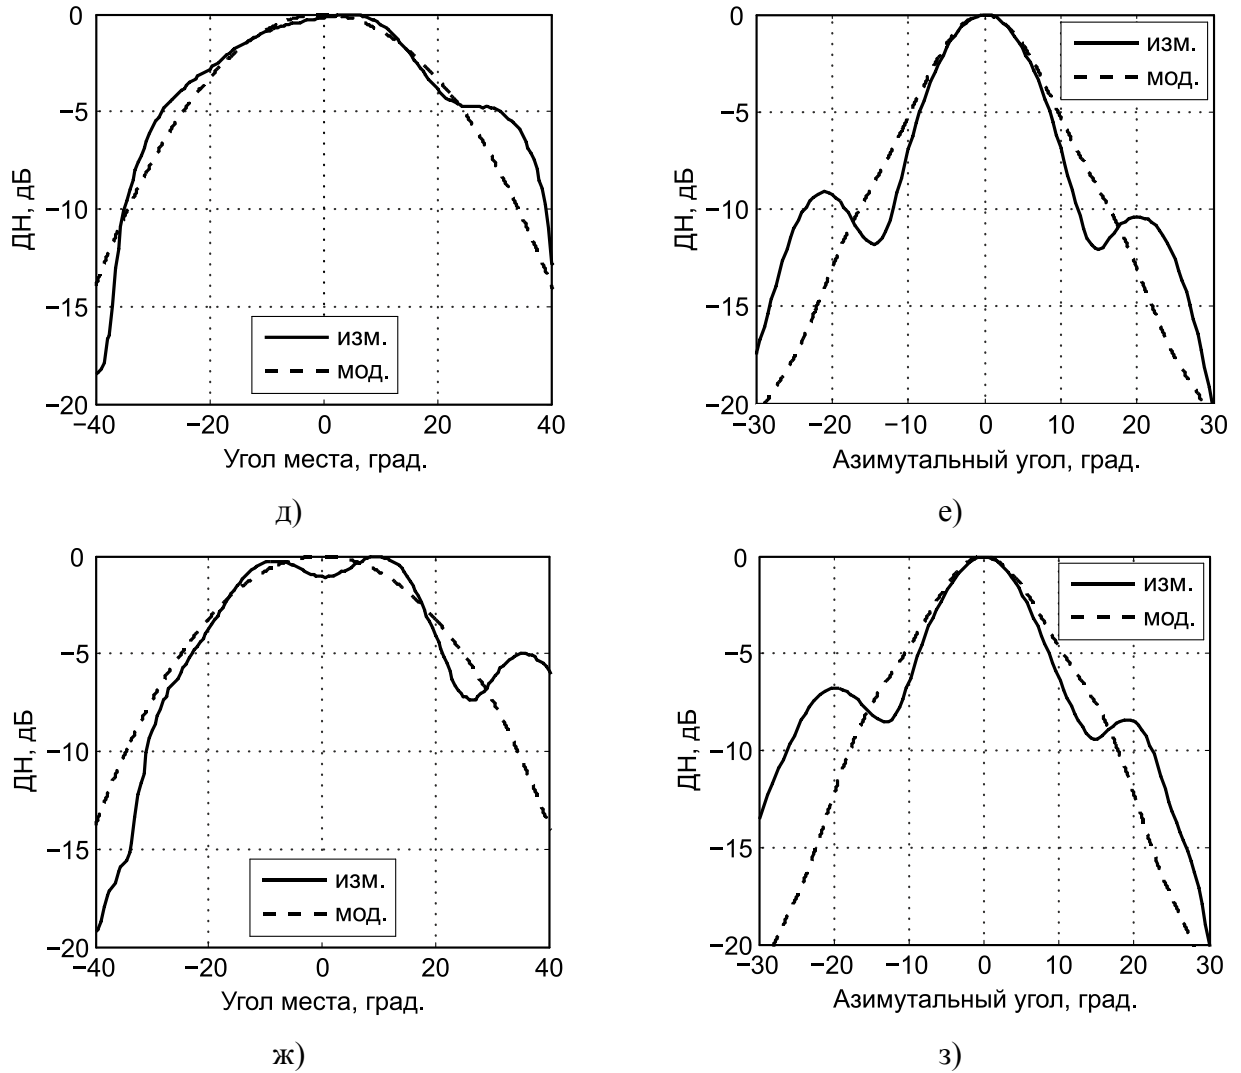 0
−5
−10
−15
−20
ДН, дБ
−40
−20
0
20
40
Угол места, град.
изм.
мод.
д)
0
−5
−10
−15
−20
ДН, дБ
−30
−20
−10
0
10
20
30
Азимутальный угол, град.
изм.
мод.
е)
0
−5
−10
−15
−20
ДН, дБ
−40
−20
0
20
40
Угол места, град.
изм.
мод.
ж)
0
−5
−10
−15
−20
ДН, дБ
−30
−20
−10
0
10
20
30
Азимутальный угол, град.
изм.
мод.
з)